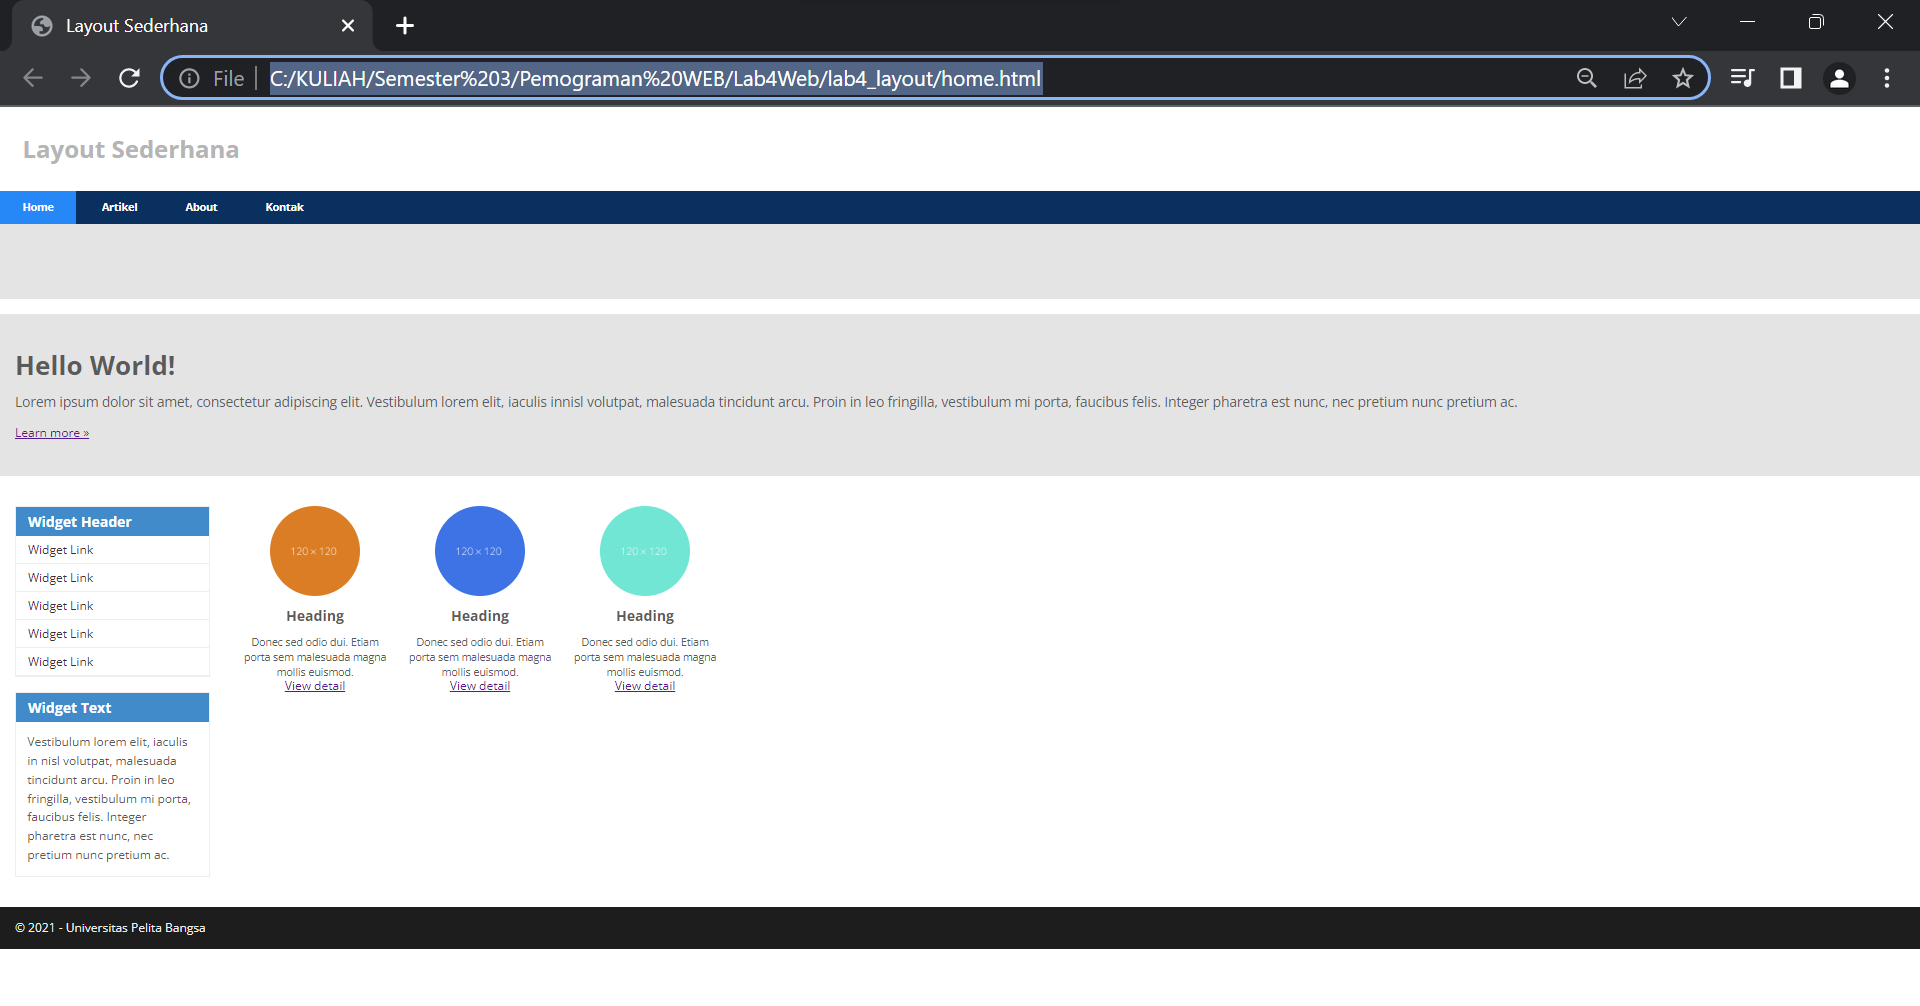 Layout Sederhana
File
C:/KULIAH/Semester%203/Pemograman%20WEB/Lab4Web/lab4_layout/home.html
Layout Sederhana
Home Artikel About Kontak
Hello World!
Lorem ipsum dolor sit amet, consectetur adipiscing elit. Vestibulum lorem elit, iaculis innisl volutpat, malesuada tincidunt arcu. Proin in leo fringilla, vestibulum mi porta, faucibus felis. Integer pharetra est nunc, nec pretium nunc pretium ac.
Learn more »
Widget Header
Widget Link
Widget Link
Widget Link
Widget Link
Widget Link
Widget Text
Vestibulum lorem elit, iaculis
in nisl volutpat, malesuada
tincidunt arcu. Proin in leo
fringilla, vestibulum mi porta,
faucibus felis. Integer
pharetra est nunc, nec
pretium nunc pretium ac.
120 × 120
Heading
Donec sed odio dui. Etiam
porta sem malesuada magna
mollis euismod.
View detail
120 × 120
Heading
Donec sed odio dui. Etiam
porta sem malesuada magna
mollis euismod.
View detail
120 × 120
Heading
Donec sed odio dui. Etiam
porta sem malesuada magna
mollis euismod.
View detail
© 2021 - Universitas Pelita Bangsa